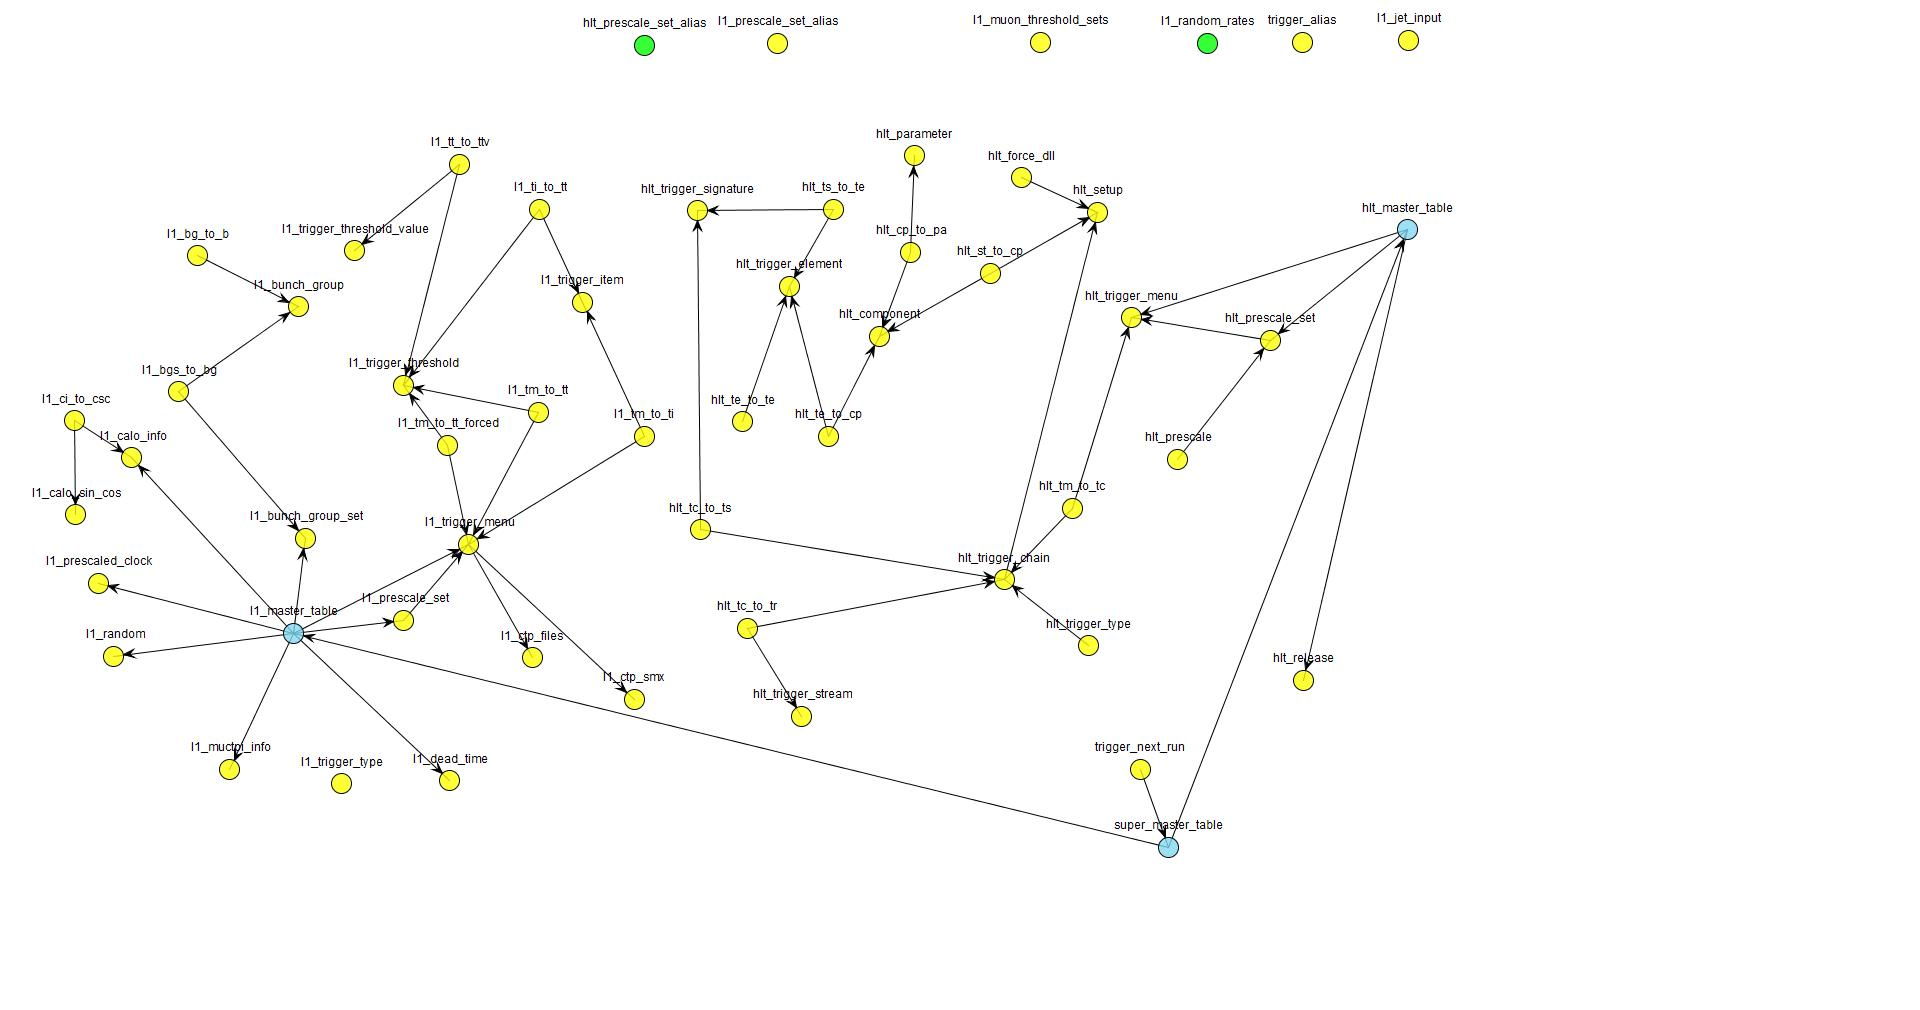 hlt_prescale_set_alias
l1_prescale_set_alias
l1_muon_threshold_sets
l1_random_rates
trigger_alias
l1_jet_input
l1_tt_to_ttv
hlt_parameter
hlt_force_dll
l1_ti_to_tt
hlt_trigger_signature
hlt_ts_to_te
hlt_setup
hlt_master_table
l1_bg_to_b
l1_trigger_threshold_value
hlt_cp_to_pa
hlt_st_to_cp
hlt_trigger_element
l1_bunch_group
l1_trigger_item
hlt_trigger_menu
hlt_component
hlt_prescale_set
l1_trigger_threshold
l1_bgs_to_bg
l1_tm_to_tt
l1_ci_to_csc
hlt_te_to_te
hlt_te_to_cp
l1_tm_to_ti
l1_tm_to_tt_forced
l1_calo_info
hlt_prescale
l1_calo_sin_cos
hlt_tm_to_tc
hlt_tc_to_ts
l1_bunch_group_set
l1_trigger_menu
l1_prescaled_clock
hlt_trigger_chain
l1_prescale_set
hlt_tc_to_tr
l1_master_table
hlt_trigger_type
l1_random
l1_ctp_files
hlt_release
l1_ctp_smx
hlt_trigger_stream
l1_muctpi_info
trigger_next_run
l1_dead_time
l1_trigger_type
super_master_table